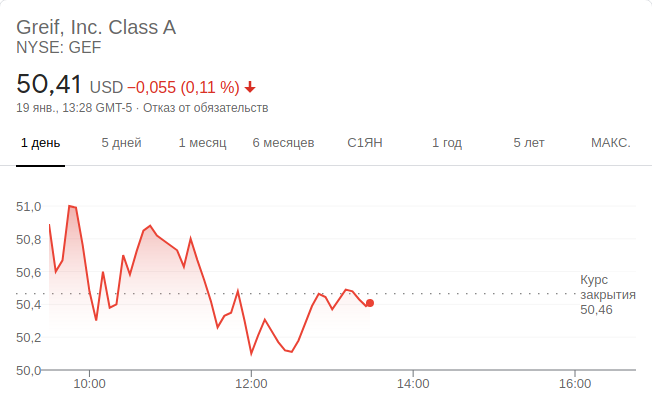 Greif, Inc. Class A
NYSE: GEF
50,41 USD −0,055 (0,11 %)
19 янв., 13:28 GMT-5 · Отказ от обязательств
1 день 5 дней 1 месяц 6 месяцев С1ЯН 1 год 5 лет МАКС.
51,0
50,8
50,6
50,4
50,2
50,0
Курс
закрытия
50,46
10:00 12:00 14:00 16:00